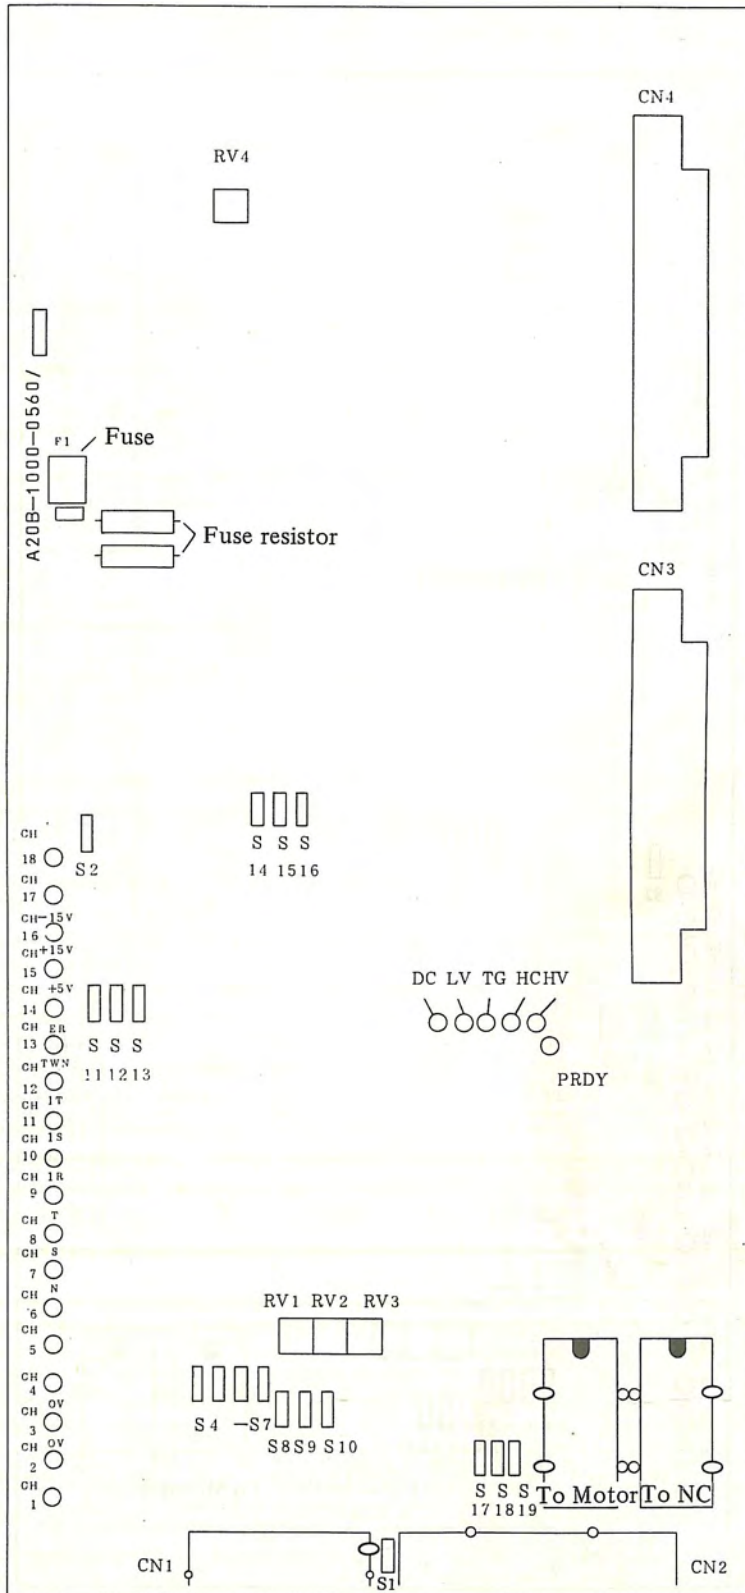 CN4
RV4
A20B-1000-0560/
F1
Fuse
Fuse resistor
CN3
CH
18
S2
S S S
14 15 16
CH
17
CH -15V
16
CH +15V
15
CH +5V
14
DC LV TG HC HV
CH ER
13
S S S
11 12 13
PRDY
CH TWN
12
CH 1T
11
CH 1S
10
CH 1R
9
CH T
8
CH S
7
CH N
6
RV1 RV2 RV3
CH
5
CH
4
CH 0V
3
S4 —S7
S8 S9 S10
CH 0V
2
CH
1
S S S
17 18 19
To Motor To NC
CN1
S1
CN2